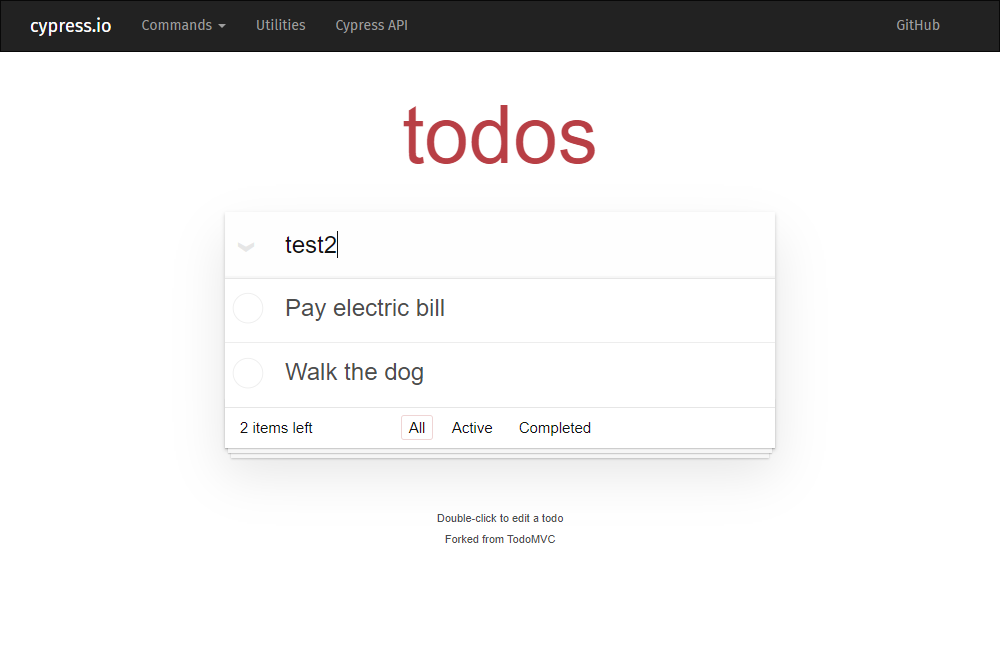 cypress.io Commands Utilities Cypress API GitHub
todos
test2
Pay electric bill
Walk the dog
2 items left All Active Completed
Double-click to edit a todo
Forked from TodoMVC